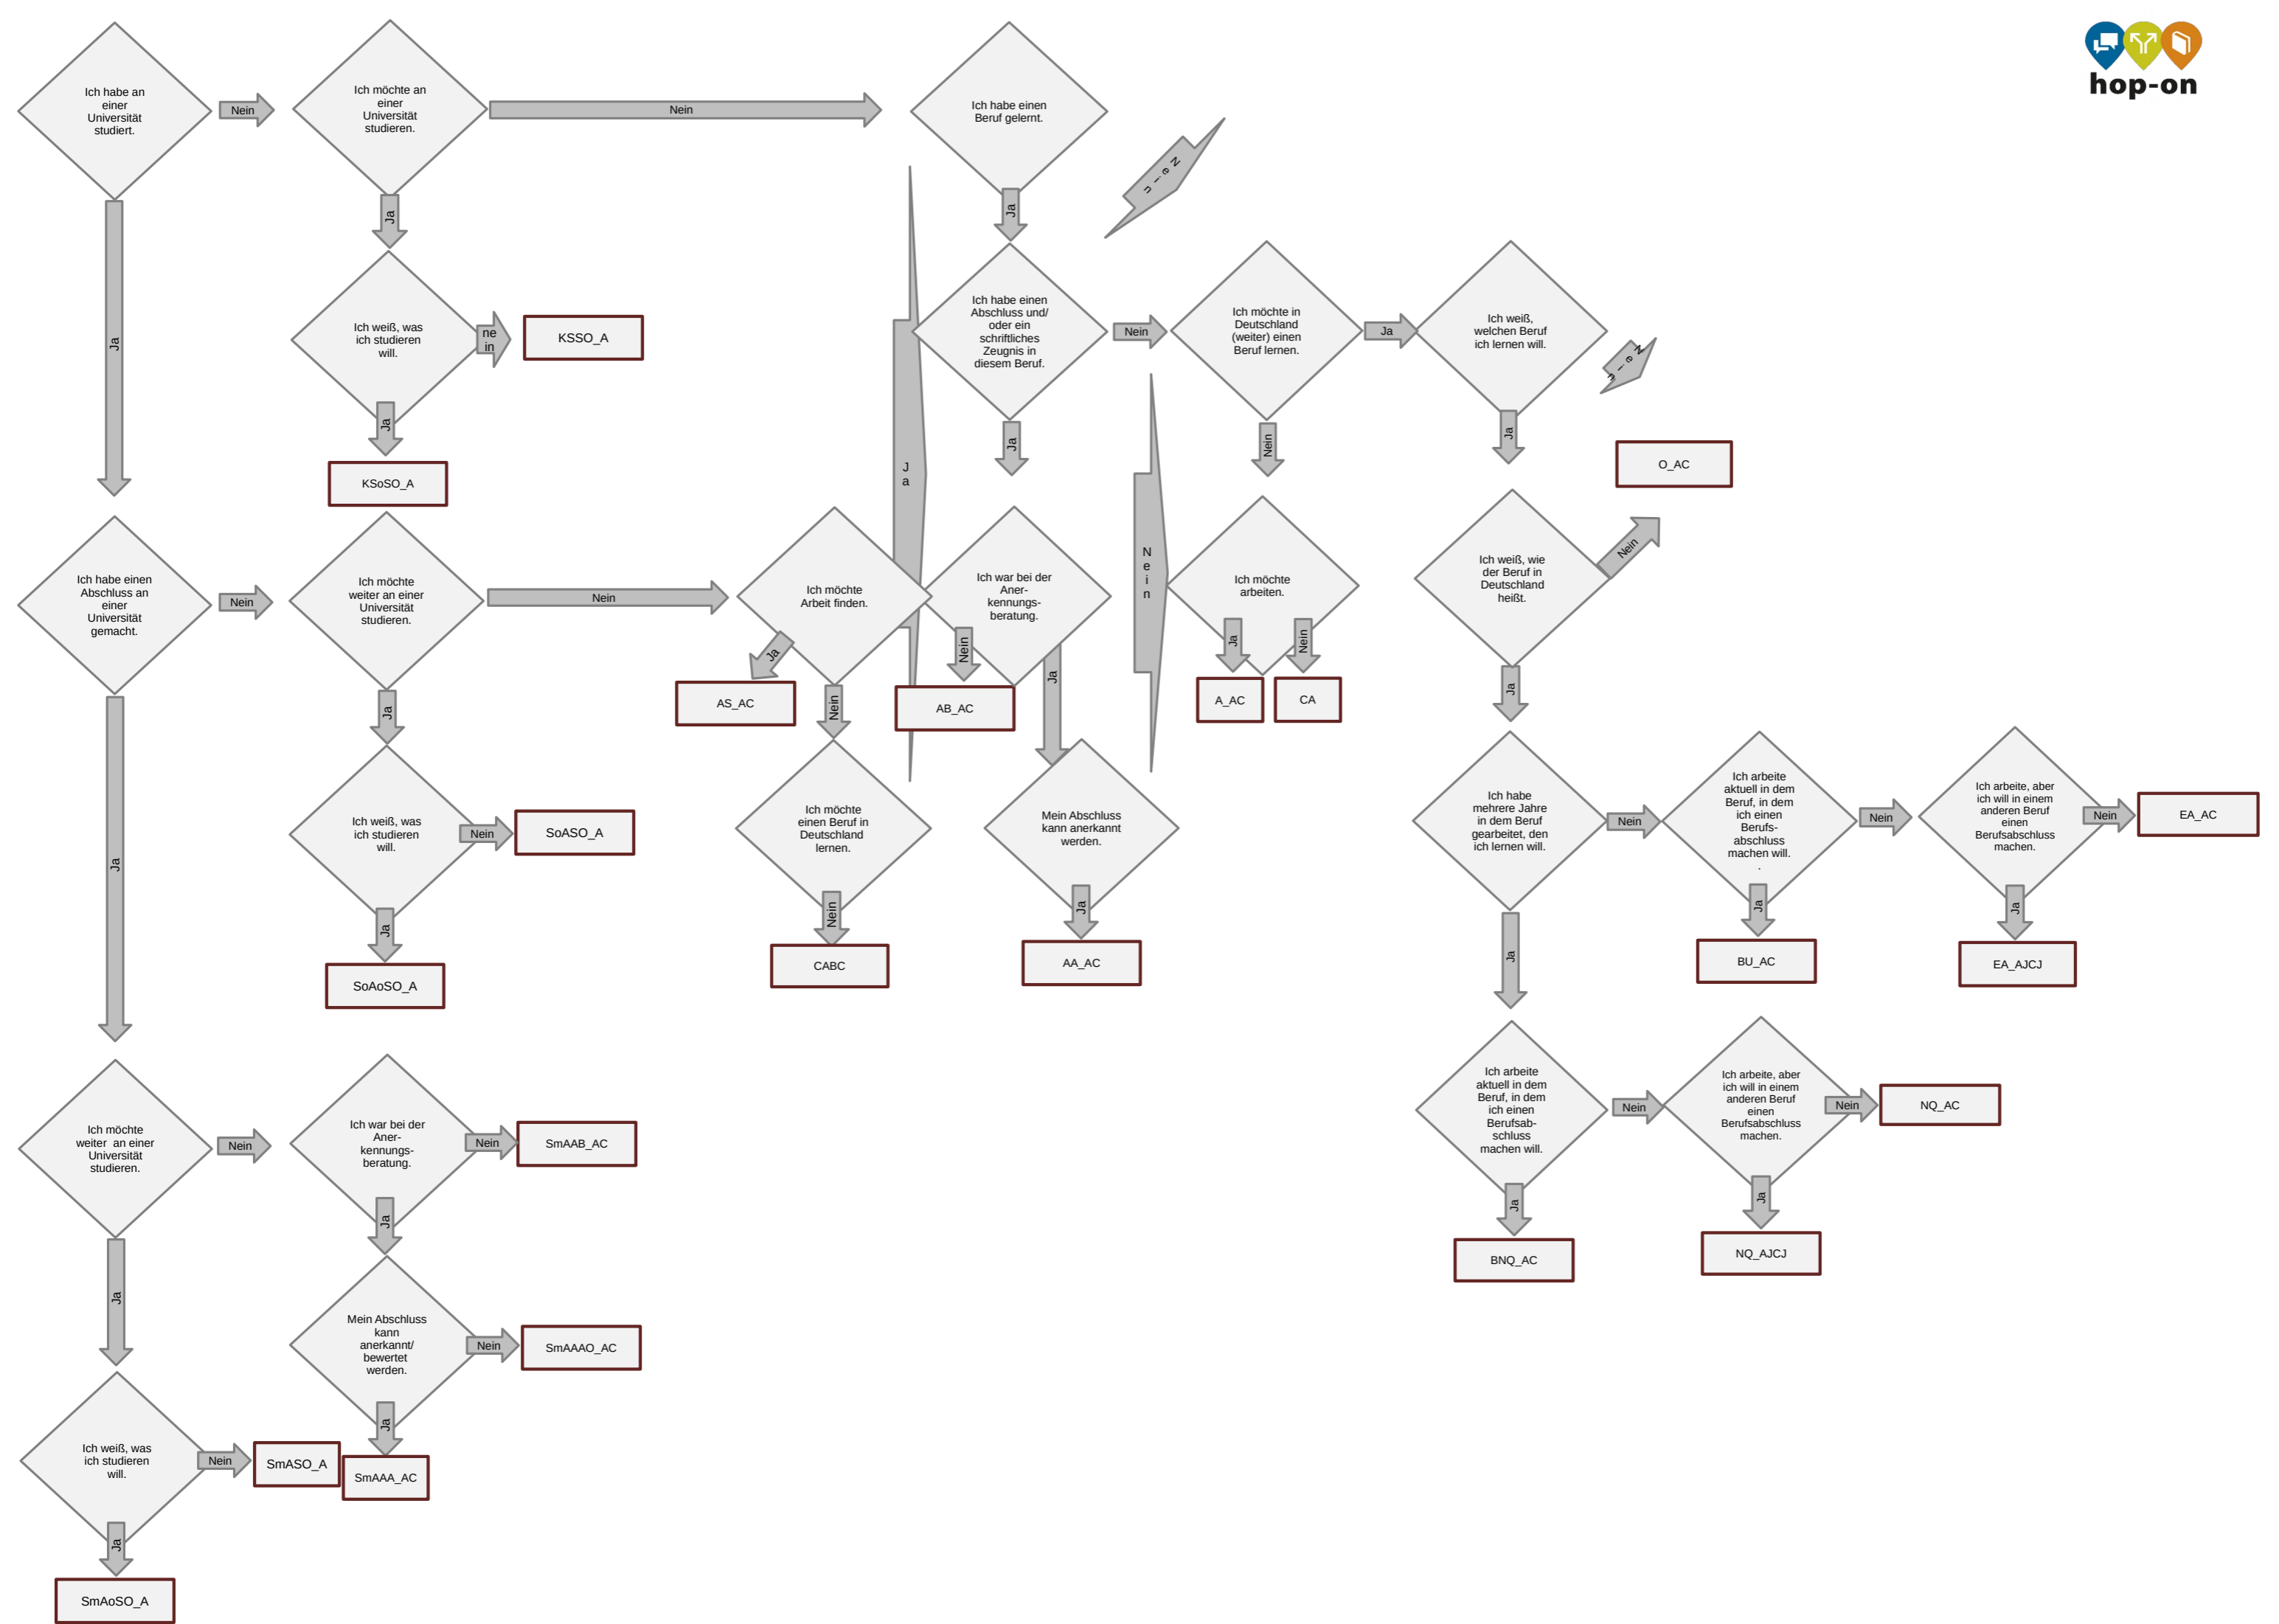 hop-on
Ich habe an
einer
Universität
studiert.
Nein
Ich möchte an
einer
Universität
studieren.
Nein
Ich habe einen
Beruf gelernt.
Nein
Ja
Ja
Ja
Ich weiß, was
ich studieren
will.
ne
in
KSSO_A
Ja
KSoSO_A
Ja
Ich habe einen
Abschluss und/
oder ein
schriftliches
Zeugnis in
diesem Beruf.
Nein
Ich möchte in
Deutschland
(weiter) einen
Beruf lernen.
Ja
Ich weiß,
welchen Beruf
ich lernen will.
Nein
Ja
Nein
Ja
O_AC
Ich habe einen
Abschluss an
einer
Universität
gemacht.
Nein
Ich möchte
weiter an einer
Universität
studieren.
Nein
Ich möchte
Arbeit finden.
Ich war bei der
Aner-
kennungs-
beratung.
Nein
Ich möchte
arbeiten.
Ich weiß, wie
der Beruf in
Deutschland
heißt.
Nein
Ja
Ja
Ja
Nein
Nein
Ja
Ja
Nein
Ja
AS_AC
AB_AC
A_AC
CA
Ich weiß, was
ich studieren
will.
Nein
SoASO_A
Ja
SoAoSO_A
Ich möchte
einen Beruf in
Deutschland
lernen.
Nein
CABC
Mein Abschluss
kann anerkannt
werden.
Ja
AA_AC
Ich habe
mehrere Jahre
in dem Beruf
gearbeitet, den
ich lernen will.
Nein
Ich arbeite
aktuell in dem
Beruf, in dem
ich einen
Berufs-
abschluss
machen will.
.
Nein
Ich arbeite, aber
ich will in einem
anderen Beruf
einen
Berufsabschluss
machen.
Nein
EA_AC
Ja
Ja
Ja
BU_AC
EA_AJCJ
Ich möchte
weiter  an einer
Universität
studieren.
Nein
Ich war bei der
Aner-
kennungs-
beratung.
Nein
SmAAB_AC
Ich arbeite
aktuell in dem
Beruf, in dem
ich einen
Berufsab-
schluss
machen will.
Nein
Ich arbeite, aber
ich will in einem
anderen Beruf
einen
Berufsabschluss
machen.
Nein
NQ_AC
Ja
Ja
BNQ_AC
NQ_AJCJ
Ja
Ja
Mein Abschluss
kann
anerkannt/
bewertet
werden.
Nein
SmAAAO_AC
Ja
Ich weiß, was
ich studieren
will.
Nein
SmASO_A
SmAAA_AC
Ja
SmAoSO_A